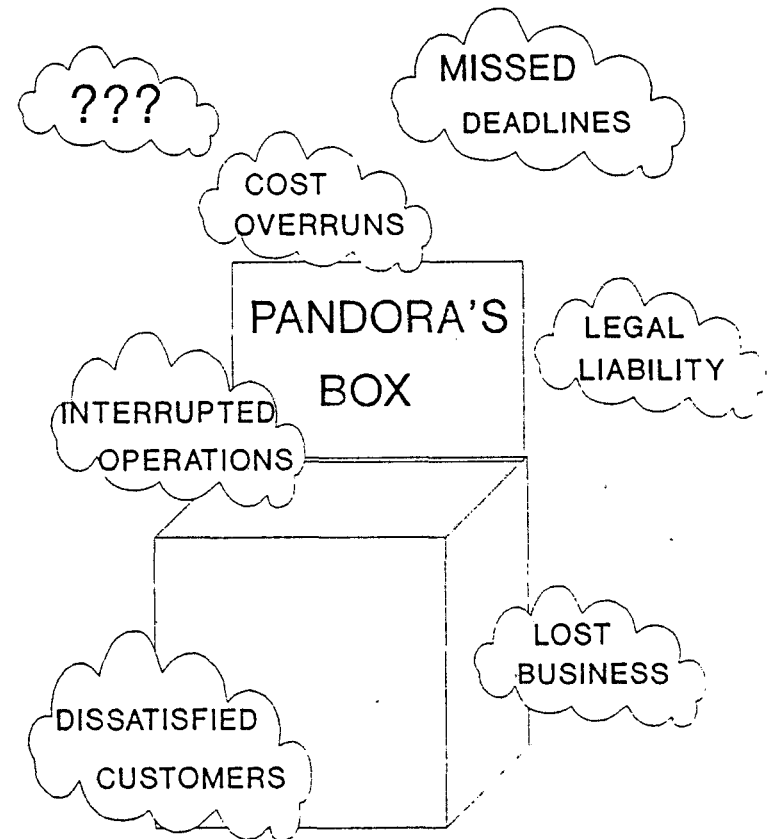 ???
MISSED
DEADLINES
COST
OVERRUNS
PANDORA'S
BOX
LEGAL
LIABILITY
INTERRUPTED
OPERATIONS
LOST
BUSINESS
DISSATISFIED
CUSTOMERS